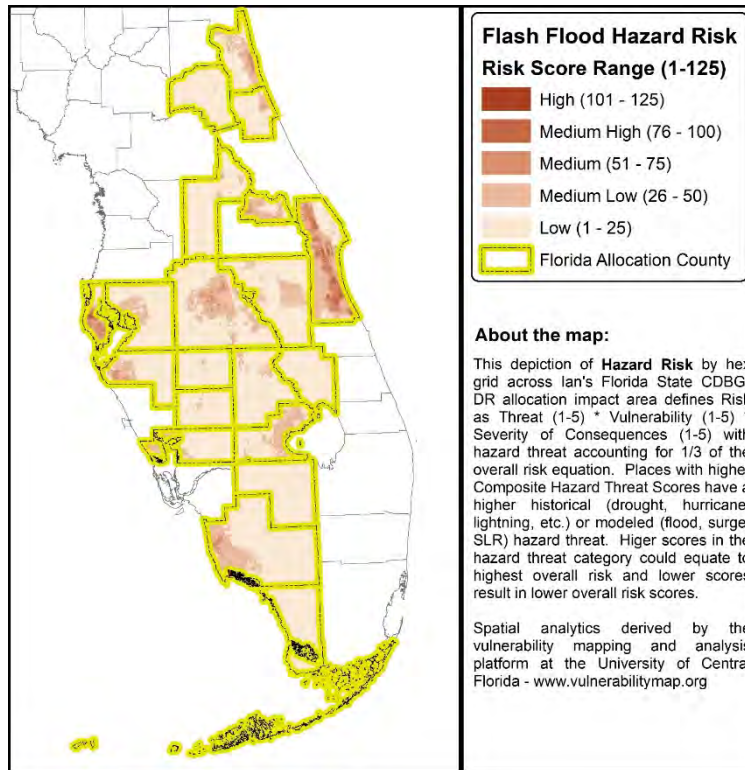 Flash Flood Hazard Risk
Risk Score Range (1-125)
High (101 - 125)
Medium High (76 - 100)
Medium (51 - 75)
Medium Low (26 - 50)
Low (1 - 25)
Florida Allocation County
About the map:
This depiction of Hazard Risk by hex
grid across Ian's Florida State CDBG-
DR allocation impact area defines Risk
as Threat (1-5) * Vulnerability (1-5)
Severity of Consequences (1-5) with
hazard threat accounting for 1/3 of the
overall risk equation. Places with higher
Composite Hazard Threat Scores have a
higher historical (drought, hurricane,
lightning, etc.) or modeled (flood, surge,
SLR) hazard threat. Higer scores in the
hazard threat category could equate to
highest overall risk and lower scores
result in lower overall risk scores.
Spatial analytics derived by the
vulnerability mapping and analysis
platform at the University of Central
Florida - www.vulnerabilitymap.org